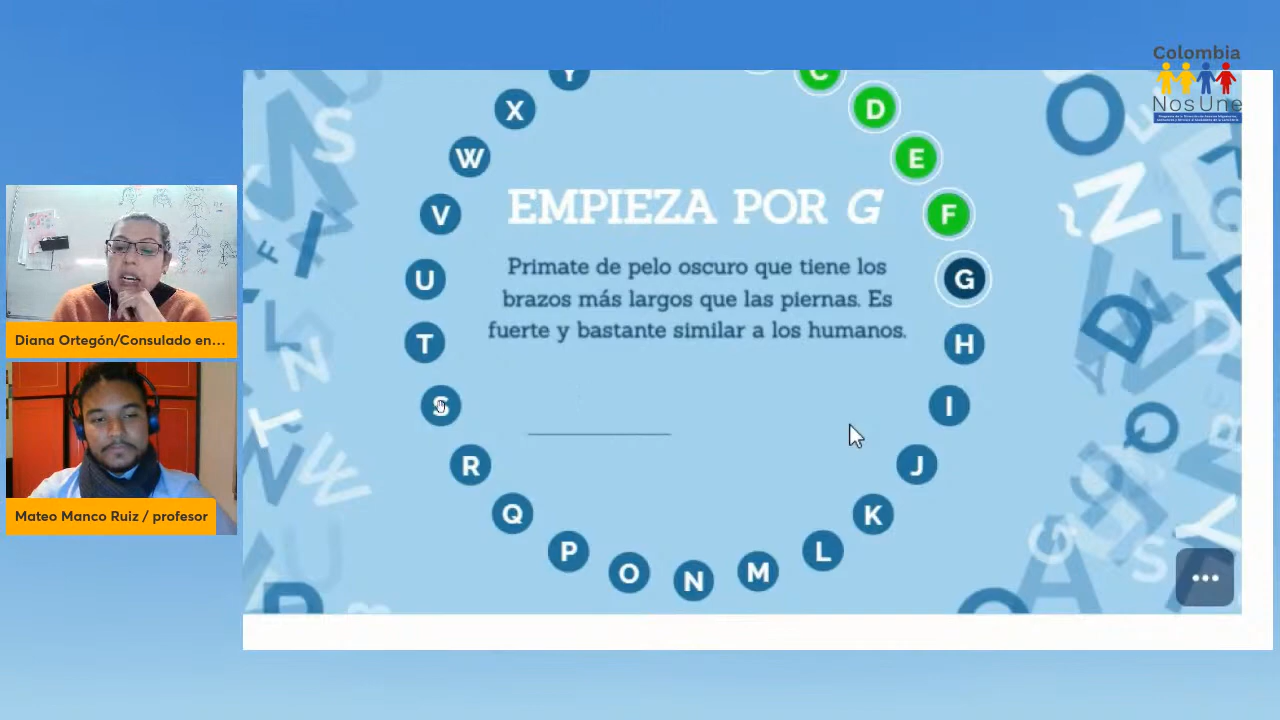 Colombia
NosUne
Y
C
X
D
W
E
EMPIEZA POR G
V
F
Primate de pelo oscuro que tiene los
brazos más largos que las piernas. Es
fuerte y bastante similar a los humanos.
U
G
T
H
S
I
R
J
Q
K
P
L
O
N
M
Diana Ortegón/Consulado en...
Mateo Manco Ruiz / profesor